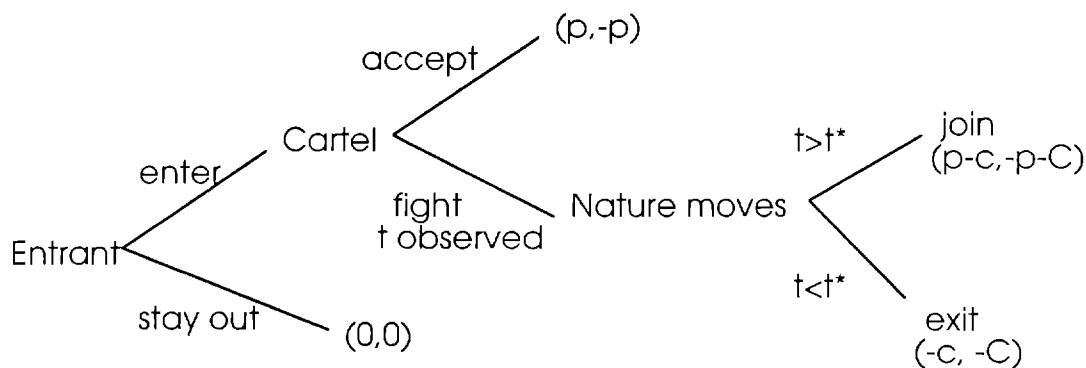 (p,-p)
accept
Cartel
enter
fight
t observed
Entrant
stay out
(0,0)
Nature moves
t>t*
join
(p-c,-p-C)
t<t*
exit
(-c, -C)